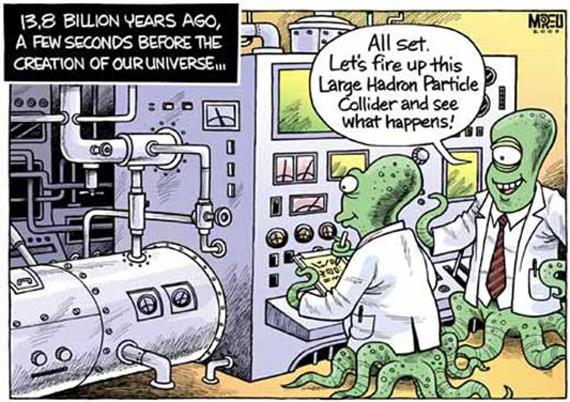 13.8 BILLION YEARS AGO,
A FEW SECONDS BEFORE THE
CREATION OF OUR UNIVERSE...
All set.
Let's fire up this
Large Hadron Particle
Collider and see
what happens!